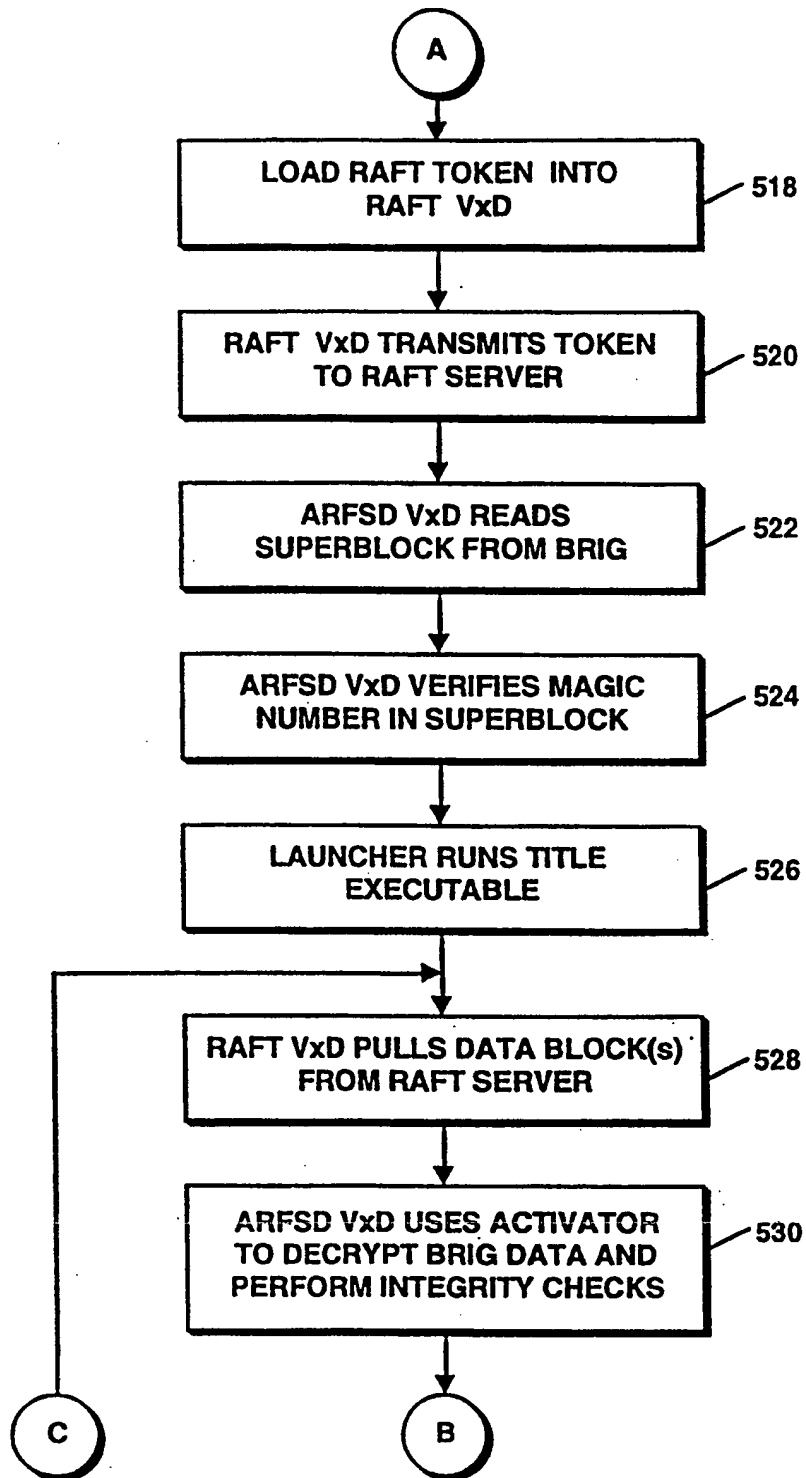 A
LOAD RAFT TOKEN INTO
RAFT VxD
518
RAFT VxD TRANSMITS TOKEN
TO RAFT SERVER
520
ARFSD VxD READS
SUPERBLOCK FROM BRIG
522
ARFSD VxD VERIFIES MAGIC
NUMBER IN SUPERBLOCK
524
LAUNCHER RUNS TITLE
EXECUTABLE
526
RAFT VxD PULLS DATA BLOCK(s)
FROM RAFT SERVER
528
ARFSD VxD USES ACTIVATOR
TO DECRYPT BRIG DATA AND
PERFORM INTEGRITY CHECKS
530
C
B